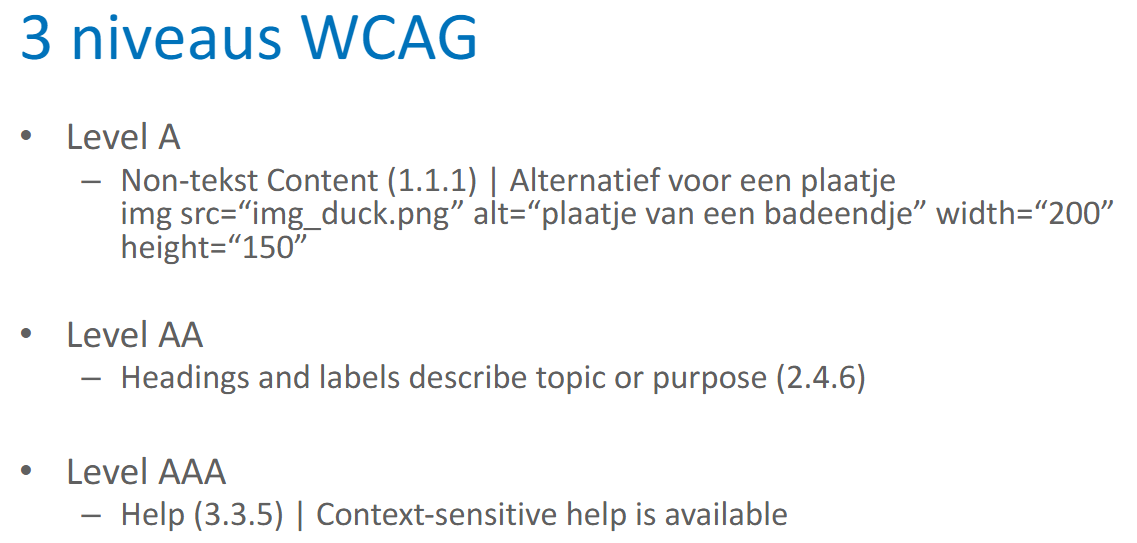 3 niveaus WCAG
• Level A
– Non-tekst Content (1.1.1) | Alternatief voor een plaatje
img src=“img_duck.png” alt=“plaatje van een badeendje” width=“200”
height=“150”
• Level AA
– Headings and labels describe topic or purpose (2.4.6)
• Level AAA
– Help (3.3.5) | Context-sensitive help is available